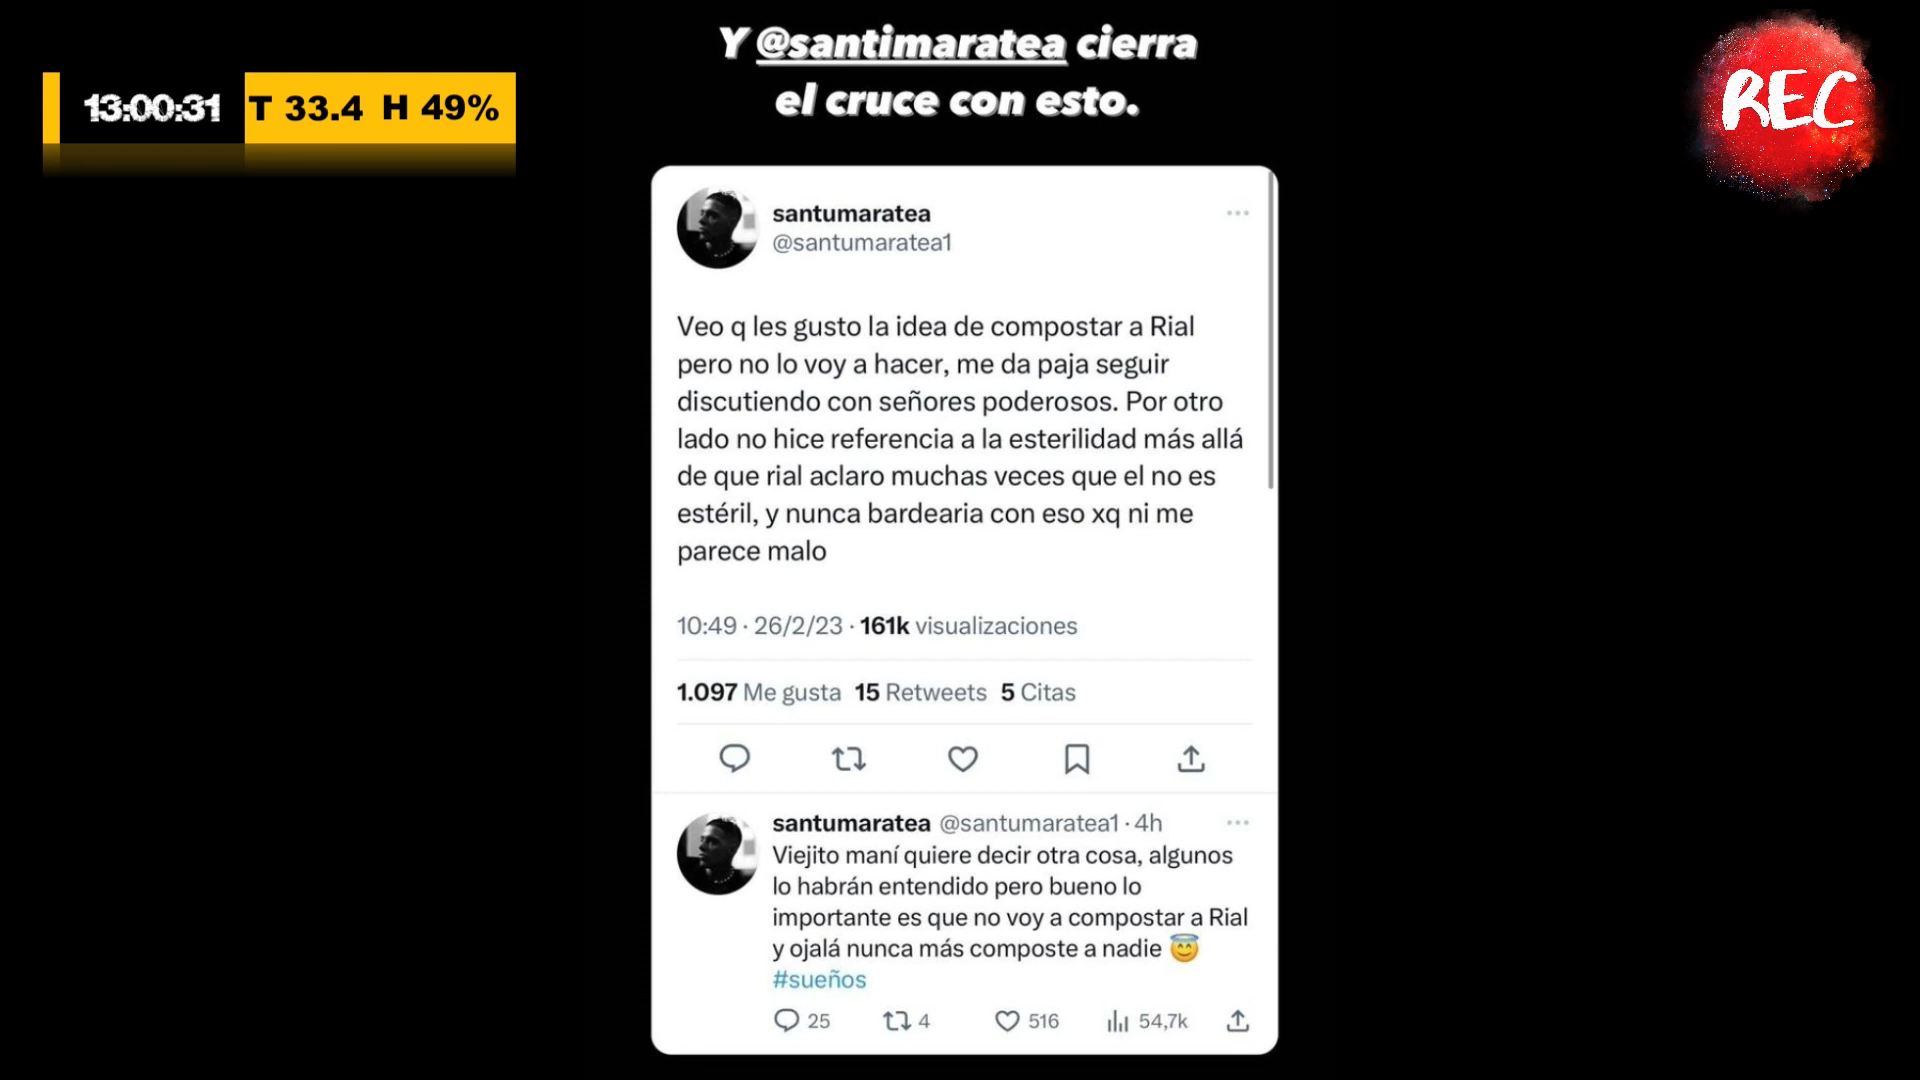 Y @santimaratea cierra
el cruce con esto.
13:00:31 T 33.4 H 49%
REC
santumaratea
@santumaratea1
Veo q les gusto la idea de compostar a Rial
pero no lo voy a hacer, me da paja seguir
discutiendo con señores poderosos. Por otro
lado no hice referencia a la esterilidad más allá
de que rial aclaro muchas veces que el no es
estéril, y nunca bardearia con eso xq ni me
parece malo
10:49 · 26/2/23 · 161k visualizaciones
1.097 Me gusta 15 Retweets 5 Citas
santumaratea @santumaratea1 · 4h
Viejito maní quiere decir otra cosa, algunos
lo habrán entendido pero bueno lo
importante es que no voy a compostar a Rial
y ojalá nunca más composte a nadie 😇
#sueños
25 4 516 54,7k